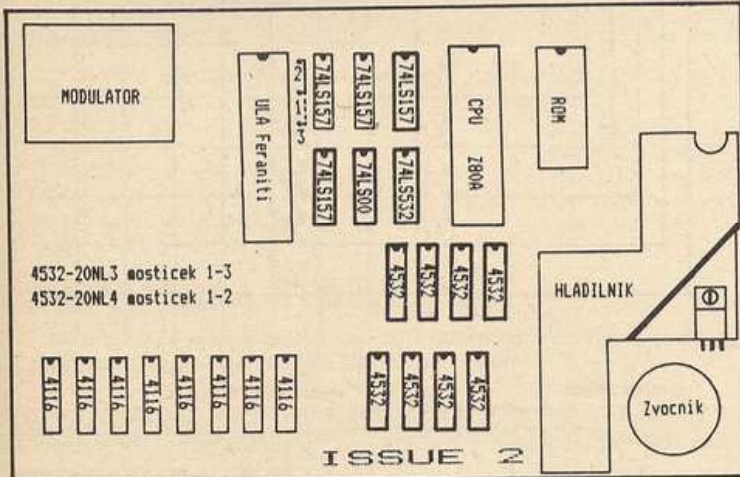 MODULATOR
ULA Feraniti
2
1
3
74LS157
74LS157
74LS157
CPU Z80A
ROM
74LS157
74LS00
74LS532
4532-20NL3 mosticek 1-3
4532-20NL4 mosticek 1-2
4532
4532
4532
4532
HLADILNIK
4116
4116
4116
4116
4116
4116
4116
4116
4532
4532
4532
4532
Zvocnik
ISSUE 2